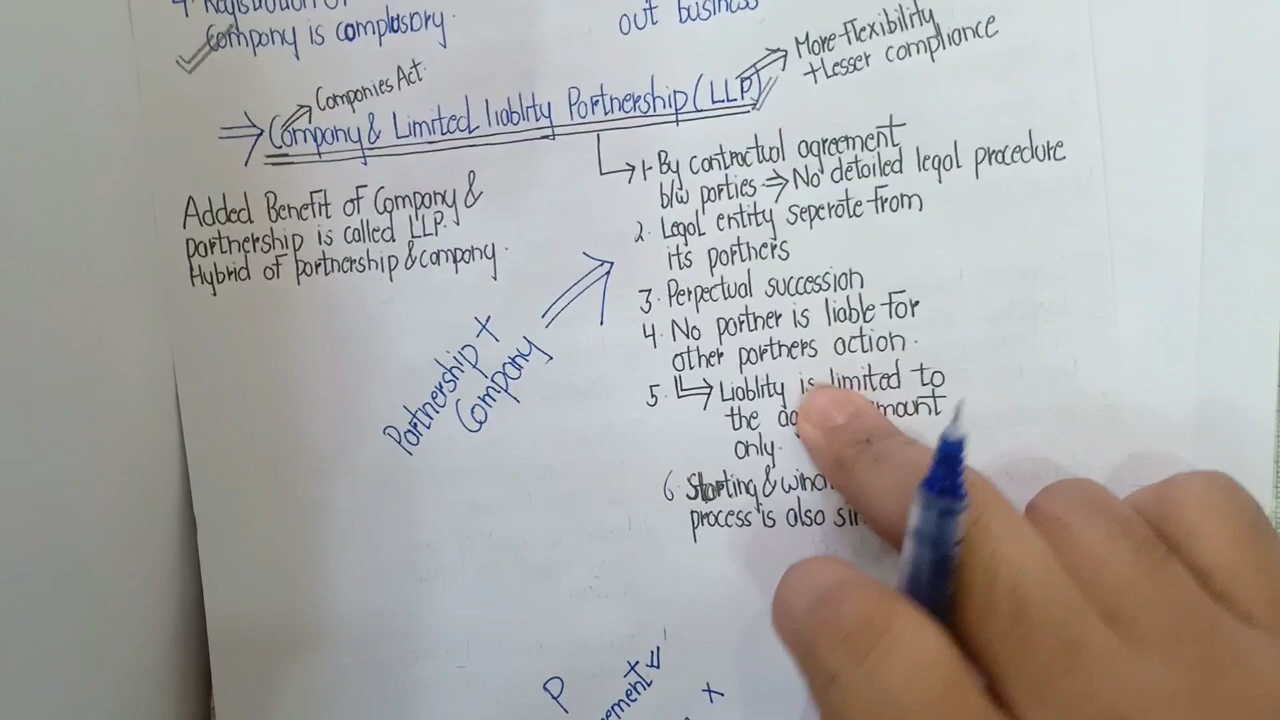 Company is complusory.
out business
More flexibility
+ Lesser compliance
Companies Act
⇒ Company & Limited liablity Partnership (LLP)
Added Benefit of Company &
partnership is called LLP.
Hybrid of partnership & company.
Partnership +
Company
1. By contractual agreement
b/w parties ⇒ No detailed legal procedure
2. Legal entity seperate from
its partners
3. Perpectual succession
4. No partner is liable for
other partners action.
5. Liablity is limited to
the
only.
6. Starting &
process is also
P